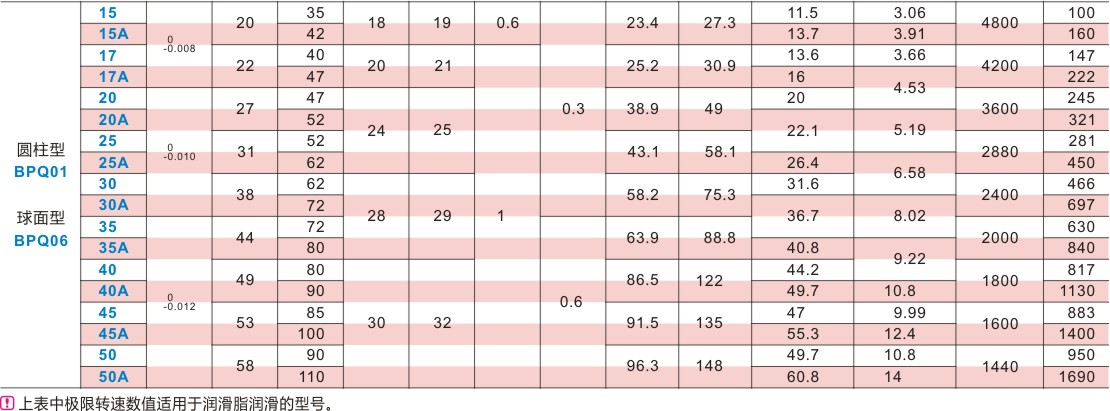 15 20 35 18 19 0.6 23.4 27.3 11.5 3.06 4800 100
15A 0 -0.008 42 13.7 3.91 160
17 22 40 20 21 25.2 30.9 13.6 3.66 4200 147
17A 47 16 4.53 222
20 27 47 0.3 38.9 49 20 3600 245
20A 52 24 25 22.1 5.19 321
圆柱型 25 0 -0.010 31 52 43.1 58.1 2880 281
BPQ01 25A 62 26.4 6.58 450
30 38 62 58.2 75.3 31.6 2400 466
球面型 30A 72 28 29 1 36.7 8.02 697
BPQ06 35 44 72 63.9 88.8 2000 630
35A 80 40.8 9.22 840
40 49 80 86.5 122 44.2 1800 817
40A 0 -0.012 90 0.6 49.7 10.8 1130
45 53 85 30 32 91.5 135 47 9.99 1600 883
45A 100 55.3 12.4 1400
50 58 90 96.3 148 49.7 10.8 1440 950
50A 110 60.8 14 1690
! 上表中极限转速数值适用于润滑脂润滑的型号。